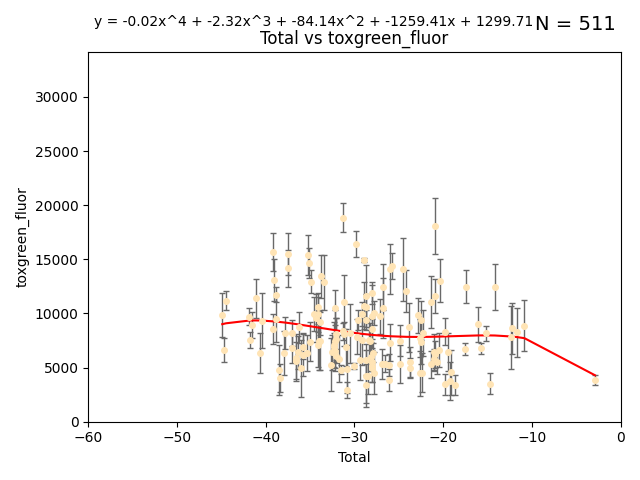 y = -0.02x^4 + -2.32x^3 + -84.14x^2 + -1259.41x + 1299.71 N = 511
Total vs toxgreen_fluor
30000
25000
20000
15000
10000
5000
0
toxgreen_fluor
−60 −50 −40 −30 −20 −10 0
Total